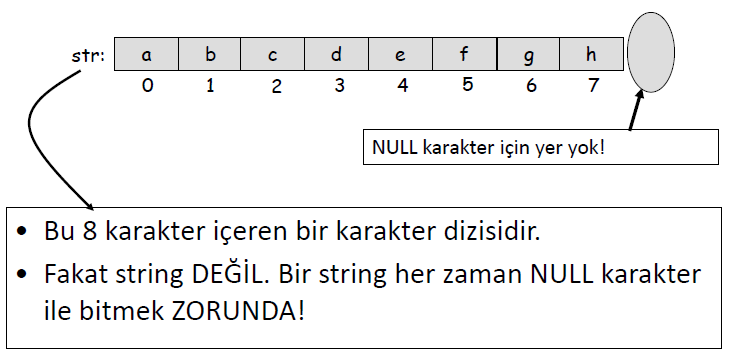 str: a b c d e f g h
0 1 2 3 4 5 6 7
NULL karakter için yer yok!
• Bu 8 karakter içeren bir karakter dizisidir.
• Fakat string DEĞİL. Bir string her zaman NULL karakter
ile bitmek ZORUNDA!